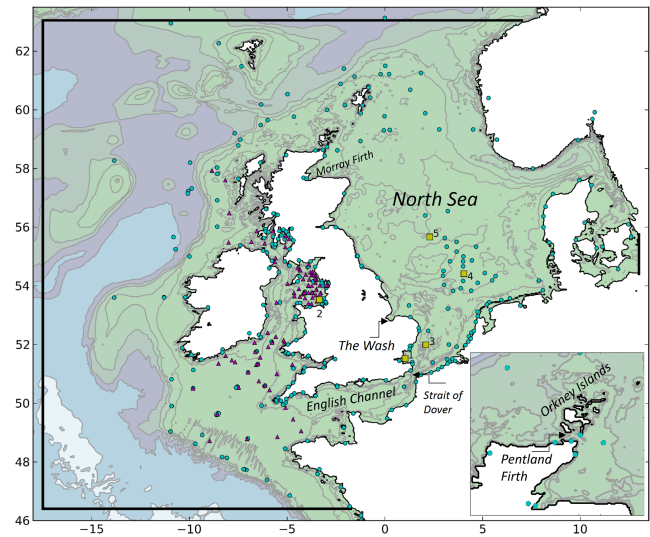 62
60
58
56
54
52
50
48
46
−15
−10
−5
0
5
10
Morray Firth
North Sea
5
4
2
3
The Wash
English Channel
Strait of
Dover
Orkney Islands
Pentland
Firth